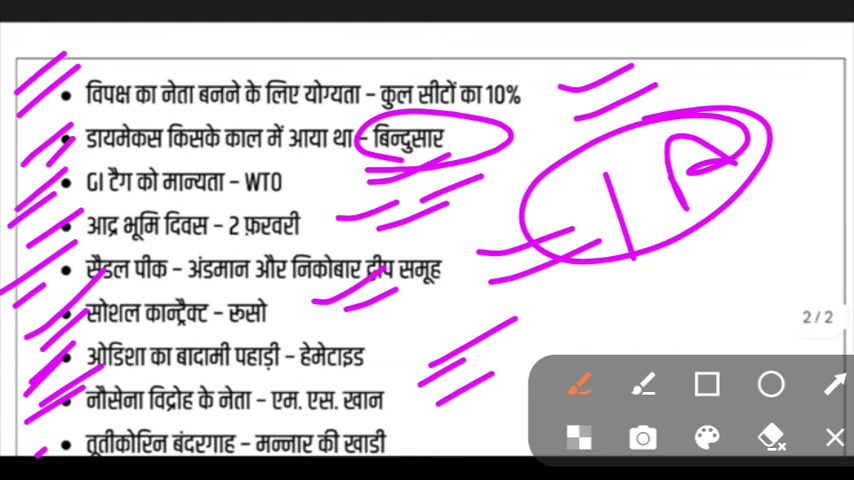 विपक्ष का नेता बनने के लिए योग्यता – कुल सीटों का 10%
डायमेकस किसके काल में आया था – बिन्दुसार
GI टैग को मान्यता – WTO
आद्र भूमि दिवस – 2 फ़रवरी
सैडल पीक – अंडमान और निकोबार द्वीप समूह
सोशल कान्ट्रैक्ट – रूसो
2/2
ओडिशा का बादामी पहाड़ी – हेमेटाइड
नौसेना विद्रोह के नेता – एम. एस. खान
तूतीकोरिन बंदरगाह – मन्नार की खाडी